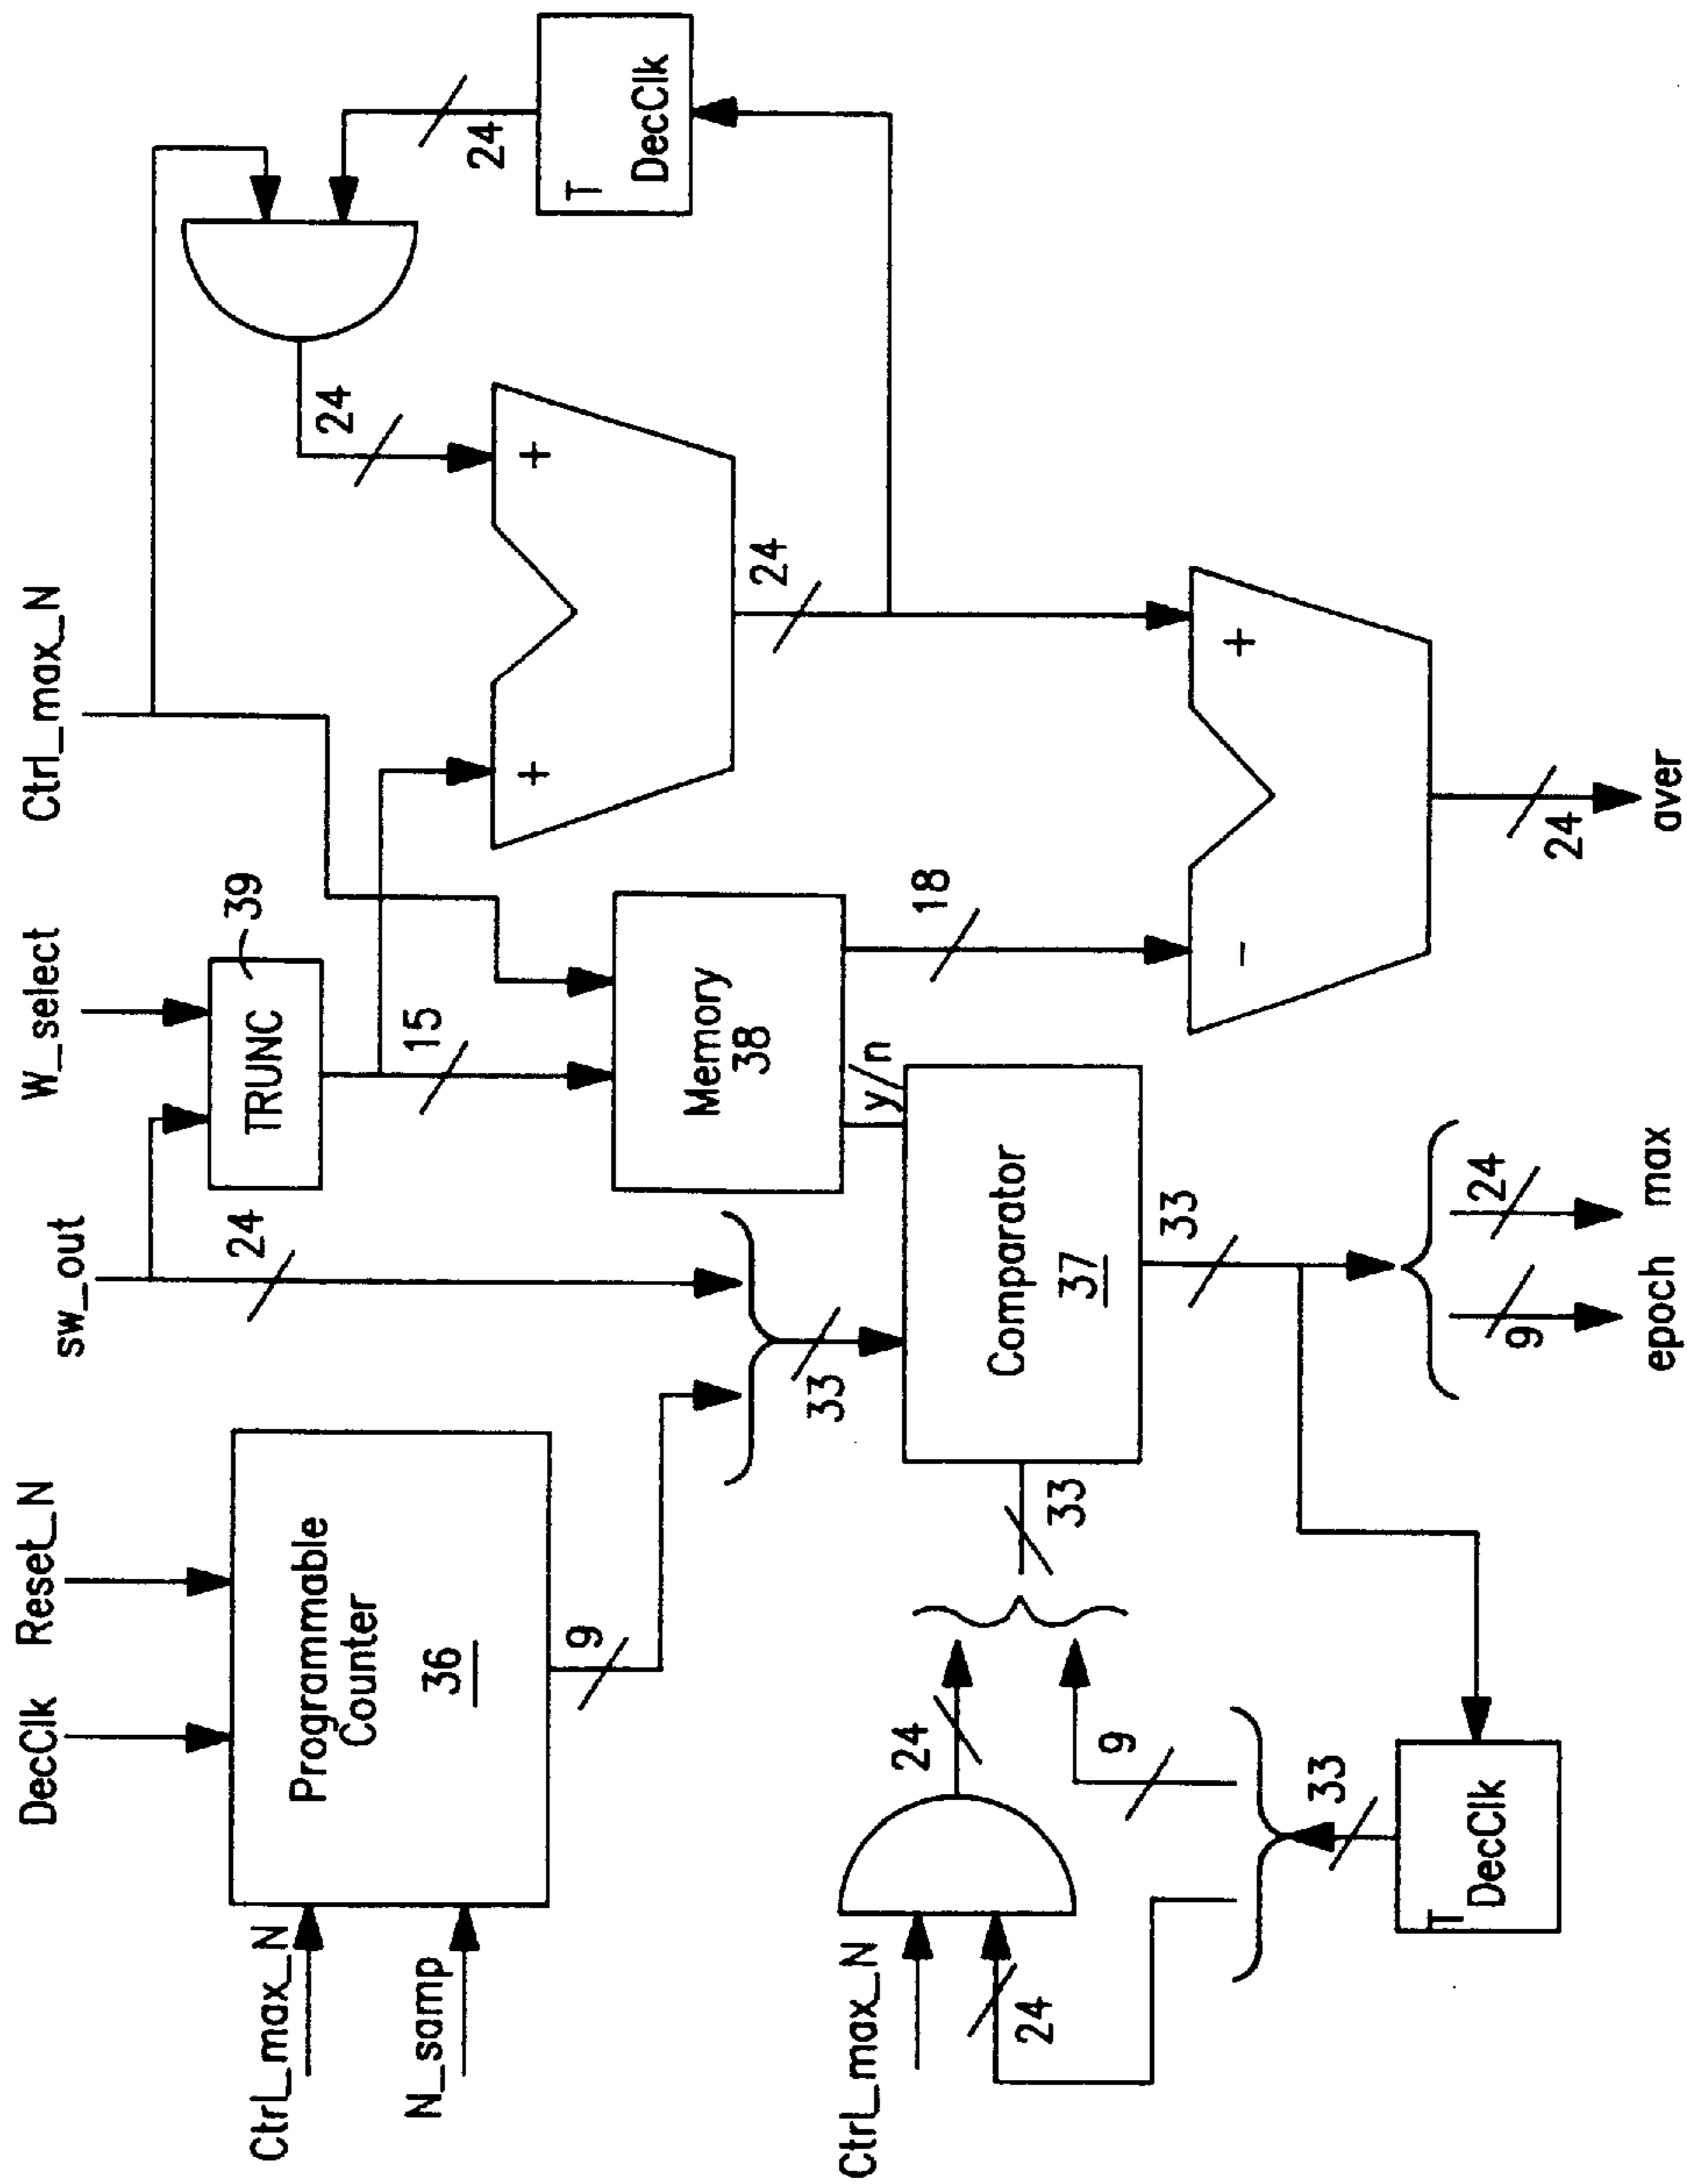 DecClk
Reset_N
sw_out
W_select
Ctrl_max_N
Ctrl_max_N
N_samp
Programmable
Counter
36
9
24
TRUNC
39
15
24
24
T
DecClk
+
+
24
33
Memory
38
y/n
18
Comparator
37
33
33
-
+
Ctrl_max_N
24
24
9
33
T
DecClk
9
24
epoch
max
24
aver